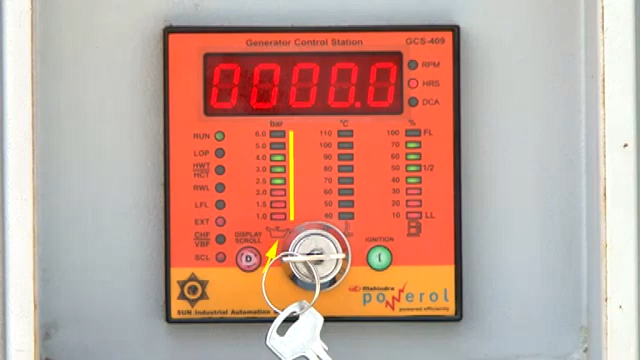 Generator Control Station GCS-409
0000.0
RPM
HRS
DCA
bar °C %
RUN 6.0 110 100 FL
LOP 5.0 100 70
HWT 4.0 90 60
HCT 3.0 80 50 1/2
RWL 2.5 70 40
2.0 60 30
LFL 1.5 50 20
EXT 1.0 40 10 LL
CHF
VBF
SCL
DISPLAY
SCROLL
D
IGNITION
I
Mahindra
powerol
powered efficiency
SUN Industrial Automation